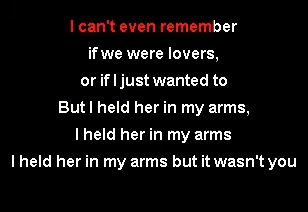 I can't even remember
if we were lovers,
or if I just wanted to
But I held her in my arms,
I held her in my arms
I held her in my arms but it wasn't you